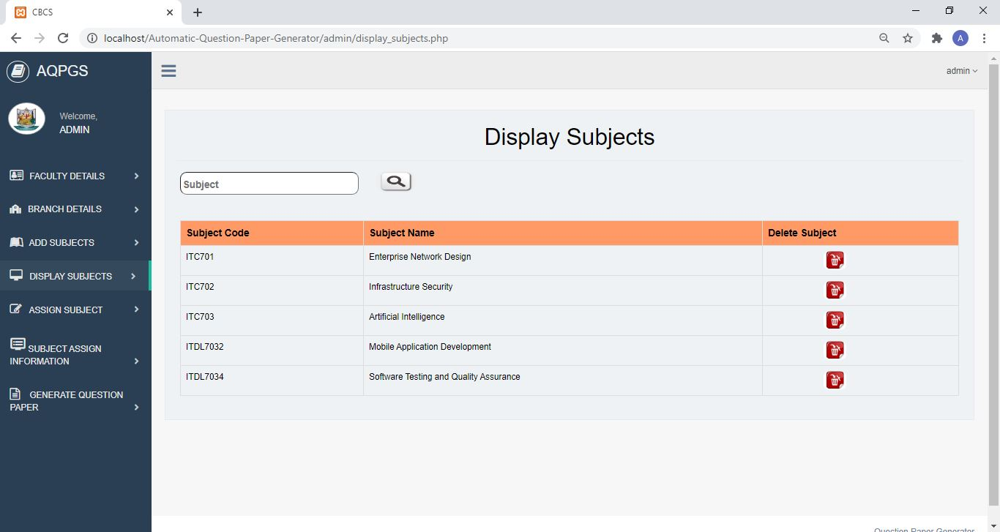 CBCS
localhost/Automatic-Question-Paper-Generator/admin/display_subjects.php
A
AQPGS
admin
Welcome,
ADMIN
FACULTY DETAILS
BRANCH DETAILS
ADD SUBJECTS
DISPLAY SUBJECTS
ASSIGN SUBJECT
SUBJECT ASSIGN
INFORMATION
GENERATE QUESTION
PAPER
Display Subjects
Subject
Subject Code Subject Name Delete Subject
ITC701 Enterprise Network Design
ITC702 Infrastructure Security
ITC703 Artificial Intelligence
ITDL7032 Mobile Application Development
ITDL7034 Software Testing and Quality Assurance
Question Paper Generator